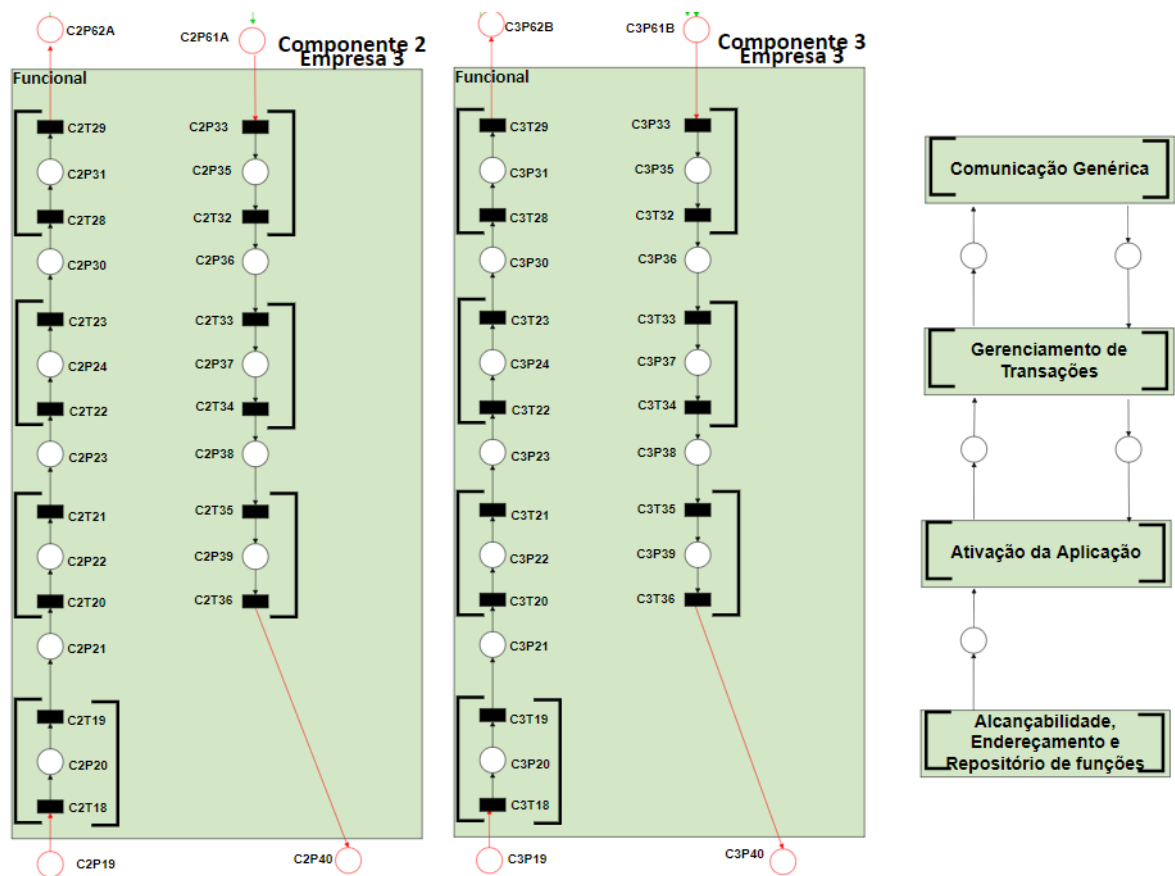 C2P62A
C2P61A
Componente 2
Empresa 3
Funcional
C2T29
C2P33
C2P31
C2P35
C2T28
C2T32
C2P30
C2P36
C2T23
C2T33
C2P24
C2P37
C2T22
C2T34
C2P23
C2P38
C2T21
C2T35
C2P22
C2P39
C2T20
C2T36
C2P21
C2T19
C2P20
C2T18
C2P19
C2P40
C3P62B
C3P61B
Componente 3
Empresa 3
Funcional
C3T29
C3P33
C3P31
C3P35
C3T28
C3T32
C3P30
C3P36
C3T23
C3T33
C3P24
C3P37
C3T22
C3T34
C3P23
C3P38
C3T21
C3T35
C3P22
C3P39
C3T20
C3T36
C3P21
C3T19
C3P20
C3T18
C3P19
C3P40
Comunicação Genérica
Gerenciamento de
Transações
Ativação da Aplicação
Alcançabilidade,
Endereçamento e
Repositório de funções